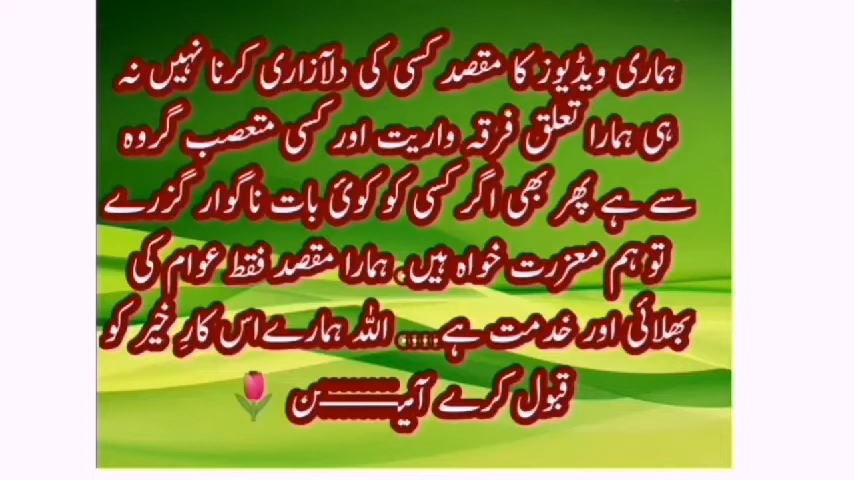 ہماری ویڈیوز کا مقصد کسی کی دلآزاری کرنا نہیں نہ
ہی ہمارا تعلق فرقہ واریت اور کسی متعصب گروہ
سے ہے پھر بھی اگر کسی کو کوئ بات ناگوار گزرے
تو ہم معزرت خواہ ہیں. ہمارا مقصد فقط عوام کی
بھلائی اور خدمت ہے.... اللہ ہمارے اس کارِ خیر کو
قبول کرے آمیــــــــن 🌷